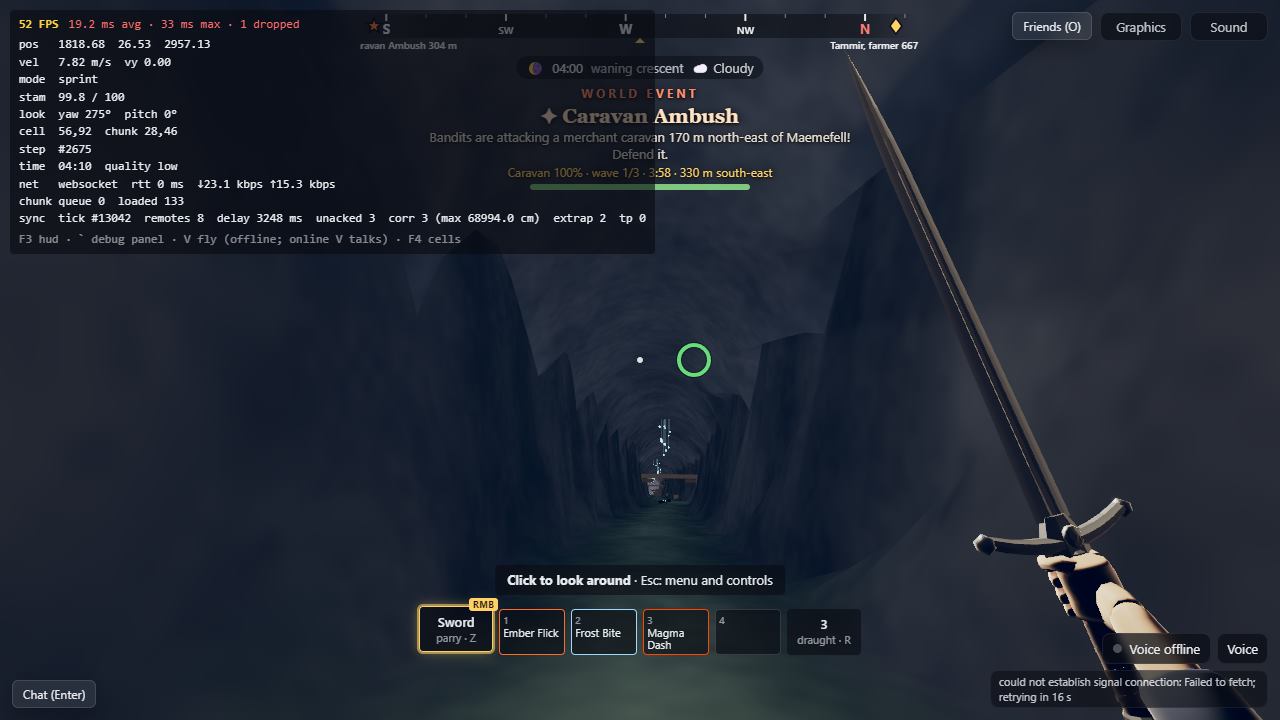 52 FPS 19.2 ms avg · 33 ms max · 1 dropped
pos 1818.68 26.53 2957.13
vel 7.82 m/s vy 0.00
mode sprint
stam 99.8 / 100
look yaw 275° pitch 0°
cell 56,92 chunk 28,46
step #2675
time 04:10 quality low
net websocket rtt 0 ms ↓23.1 kbps ↑15.3 kbps
chunk queue 0 loaded 133
sync tick #13042 remotes 8 delay 3248 ms unacked 3 corr 3 (max 68994.0 cm) extrap 2 tp 0
F3 hud · ` debug panel · V fly (offline; online V talks) · F4 cells
S SW W NW N
ravan Ambush 304 m
Tammir, farmer 667
Friends (O)
Graphics
Sound
04:00 waning crescent Cloudy
WORLD EVENT
✦ Caravan Ambush
Bandits are attacking a merchant caravan 170 m north-east of Maemefell!
Defend it.
Caravan 100% · wave 1/3 · 3:58 · 330 m south-east
Click to look around · Esc: menu and controls
RMB
Sword
parry · Z
1
Ember Flick
2
Frost Bite
3
Magma
Dash
4
3
draught · R
Voice offline
Voice
could not establish signal connection: Failed to fetch;
retrying in 16 s
Chat (Enter)